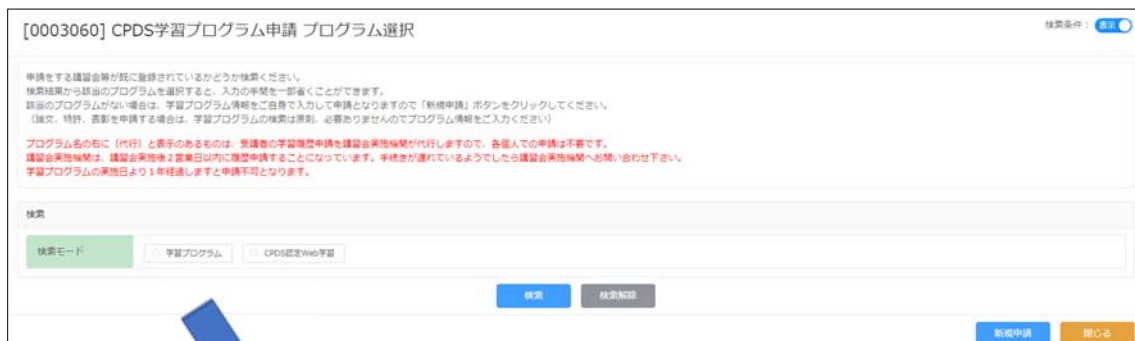 [0003060] CPDS学習プログラム申請 プログラム選択
検索条件： 表示
申請をする講習会等が既に登録されているかどうか検索ください。
検索結果から該当のプログラムを選択すると、入力の手間を一部省くことができます。
該当のプログラムがない場合は、学習プログラム情報をご自身で入力して申請となりますので「新規申請」ボタンをクリックしてください。
（論文、特許、表彰を申請する場合は、学習プログラムの検索は原則、必要ありませんのでプログラム情報をご入力ください）
プログラム名の右に（代行）と表示のあるものは、受講者の学習履歴申請を講習会実施機関が代行しますので、各個人での申請は不要です。
講習会実施機関は、講習会実施後２営業日以内に履歴申請することになっています。手続きが遅れているようでしたら講習会実施機関へお問い合わせ下さい。
学習プログラムの実施日より１年経過しますと申請不可となります。
検索
検索モード 学習プログラム CPDS認定Web学習
検索 検索解除
新規申請 閉じる